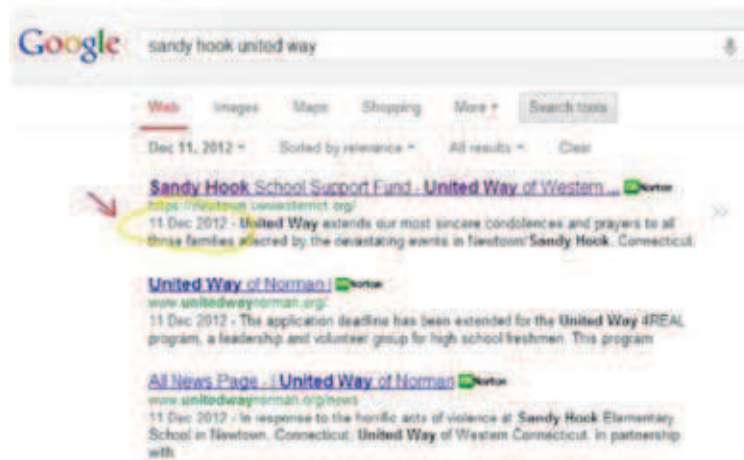 Google sandy hook united way
Web Images Maps Shopping More Search tools
Dec 11, 2012 Sorted by relevance All results Clear
Sandy Hook School Support Fund - United Way of Western ... Norton
https://newtown.uwwesternct.org/
11 Dec 2012 - United Way extends our most sincere condolences and prayers to all
those families affected by the devastating events in Newtown/Sandy Hook, Connecticut.
United Way of Norman | Norton
www.unitedwaynorman.org/
11 Dec 2012 - The application deadline has been extended for the United Way 4REAL
program, a leadership and volunteer group for high school freshmen. This program
All News Page - | United Way of Norman Norton
www.unitedwaynorman.org/news
11 Dec 2012 - In response to the horrific acts of violence at Sandy Hook Elementary
School in Newtown, Connecticut, United Way of Western Connecticut, in partnership
with